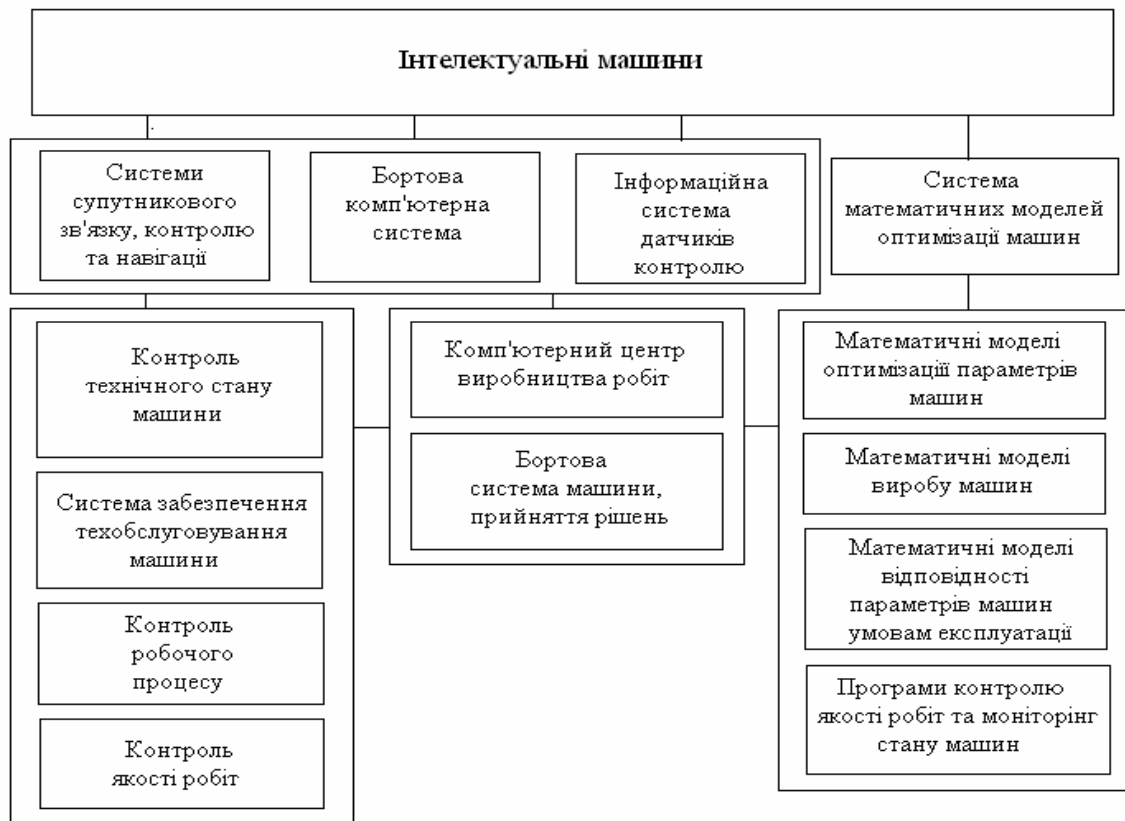 Інтелектуальні машини
Системи
супутникового
зв'язку, контролю
та навігації
Бортова
комп'ютерна
система
Інформаційна
система
датчиків
контролю
Система
математичних моделей
оптимізації машин
Контроль
технічного стану
машини
Система забезпечення
техобслуговування
машини
Контроль
робочого
процесу
Контроль
якості робіт
Комп'ютерний центр
виробництва робіт
Бортова
система машини,
прийняття рішень
Математичні моделі
оптимізаціїї параметрів
машин
Математичні моделі
виробу машин
Математичні моделі
відповідності
параметрів машин
умовам експлуатації
Програми контролю
якості робіт та моніторінг
стану машин